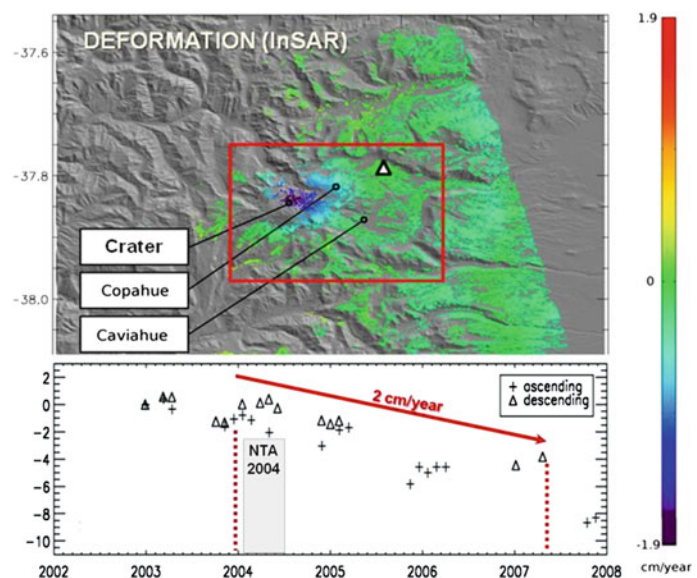 DEFORMATION (InSAR)
-37.6
-37.8
-38.0
Crater
Copahue
Caviahue
1.9
0
-1.9
cm/year
2
0
-2
-4
-6
-8
-10
2 cm/year
NTA
2004
+ oscending
△ descending
2002 2003 2004 2005 2006 2007 2008